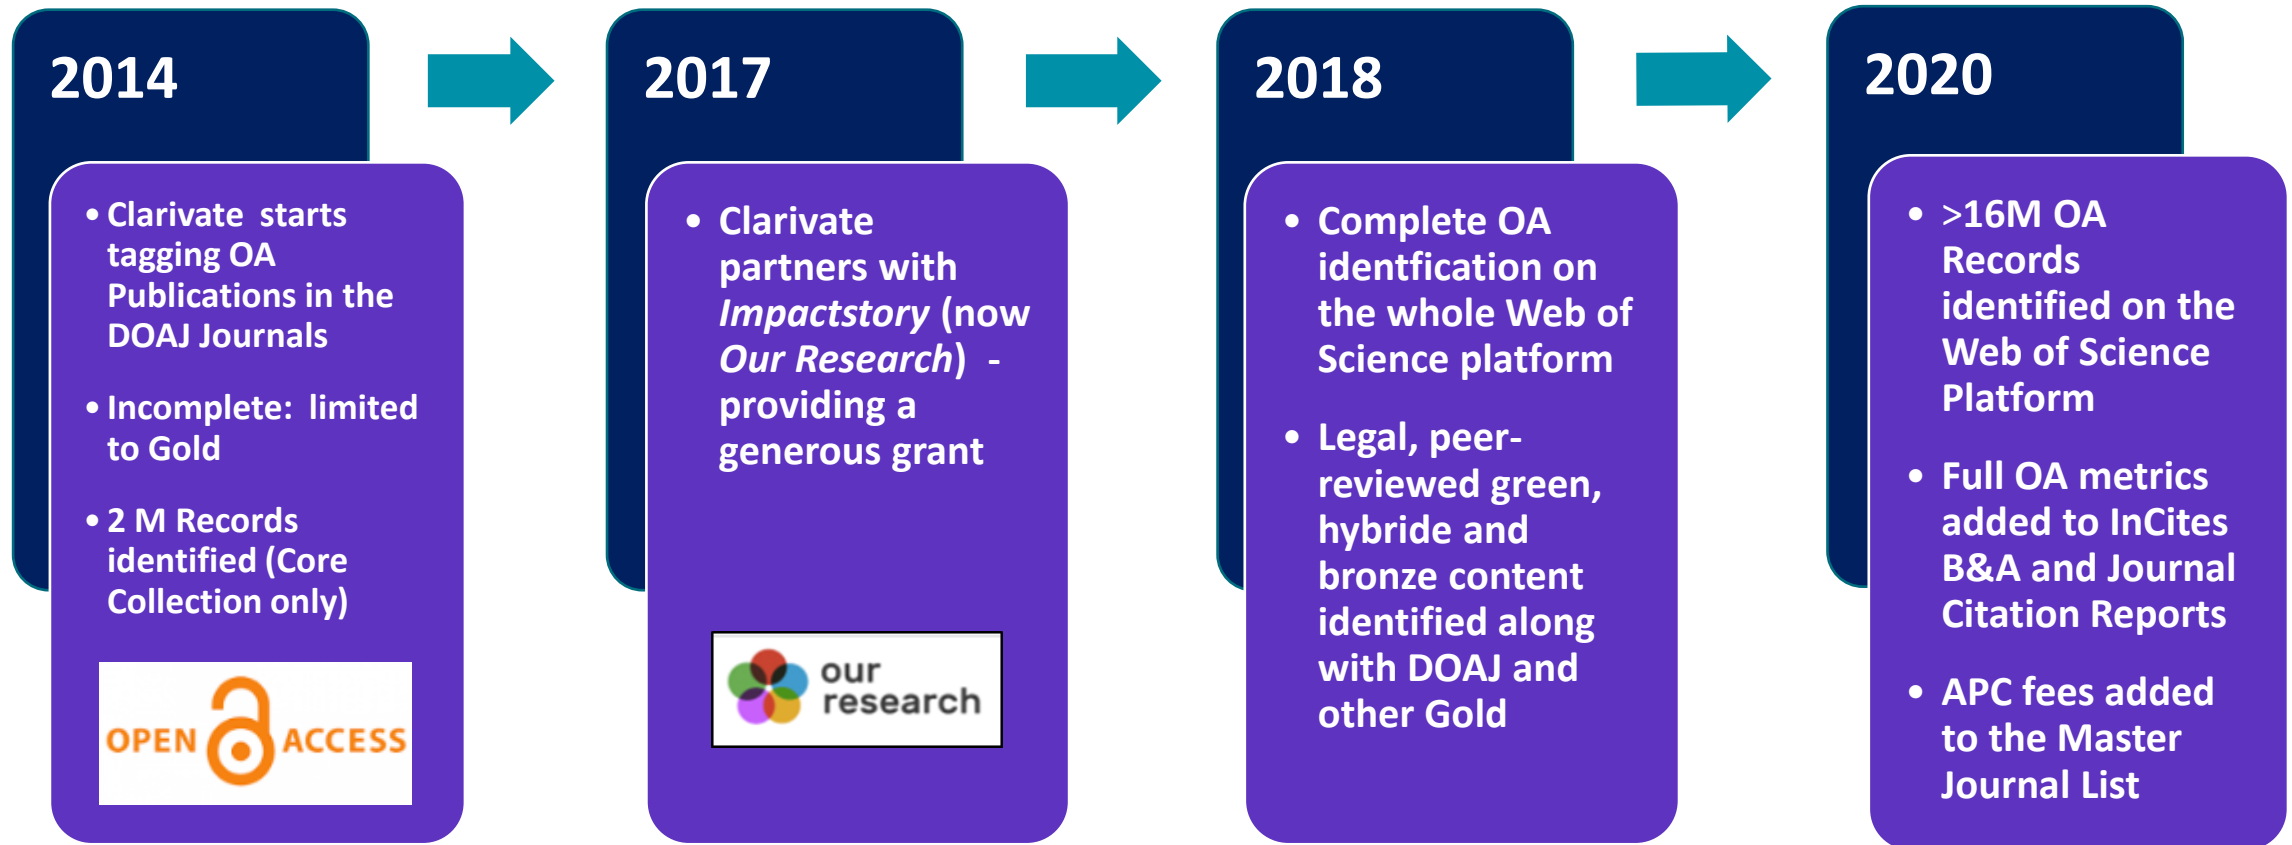 2014
• Clarivate  starts
tagging OA
Publications in the
DOAJ Journals
• Incomplete:  limited
to Gold
• 2 M Records
identified (Core
Collection only)
OPEN ACCESS
2017
• Clarivate
partners with
Impactstory (now
Our Research)  -
providing a
generous grant
our
research
2018
• Complete OA
identfication on
the whole Web of
Science platform
• Legal, peer-
reviewed green,
hybride and
bronze content
identified along
with DOAJ and
other Gold
2020
• >16M OA
Records
identified on the
Web of Science
Platform
• Full OA metrics
added to InCites
B&A and Journal
Citation Reports
• APC fees added
to the Master
Journal List